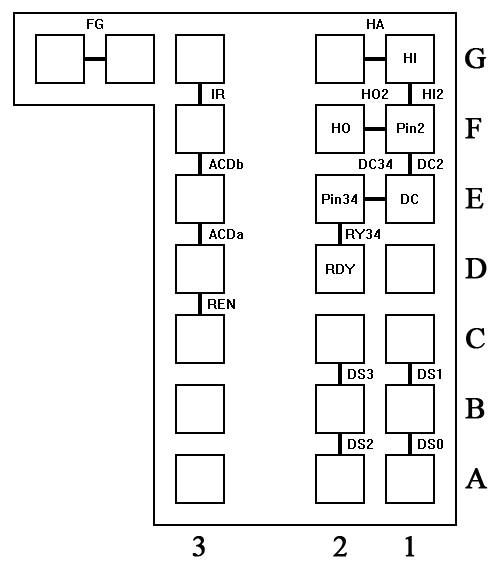 FG HA
HI G
IR HO2 HI2
HO Pin2 F
ACDb DC34 DC2
Pin34 DC E
ACDa RY34
RDY D
REN
C
DS3 DS1
B
DS2 DS0
A
3 2 1